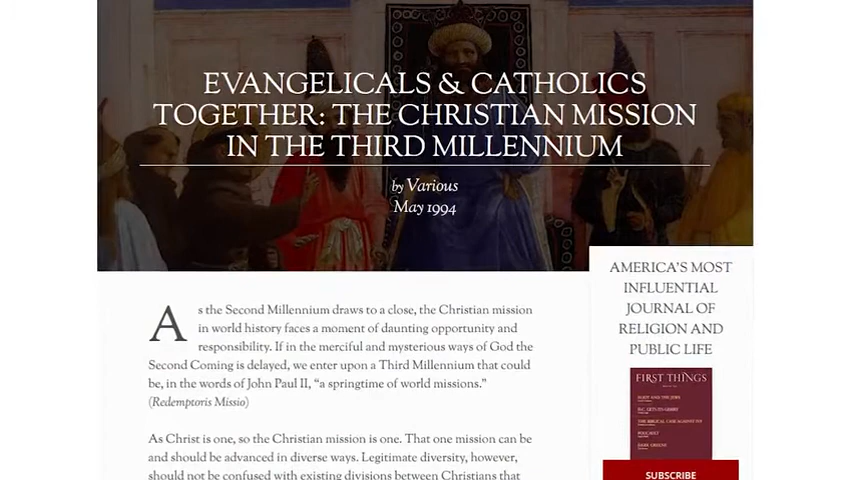 EVANGELICALS & CATHOLICS
TOGETHER: THE CHRISTIAN MISSION
IN THE THIRD MILLENNIUM
by Various
May 1994
As the Second Millennium draws to a close, the Christian mission
in world history faces a moment of daunting opportunity and
responsibility. If in the merciful and mysterious ways of God the
Second Coming is delayed, we enter upon a Third Millennium that could
be, in the words of John Paul II, “a springtime of world missions.”
(Redemptoris Missio)
As Christ is one, so the Christian mission is one. That one mission can be
and should be advanced in diverse ways. Legitimate diversity, however,
should not be confused with existing divisions between Christians that
AMERICA’S MOST
INFLUENTIAL
JOURNAL OF
RELIGION AND
PUBLIC LIFE
FIRST THINGS
SUBSCRIBE